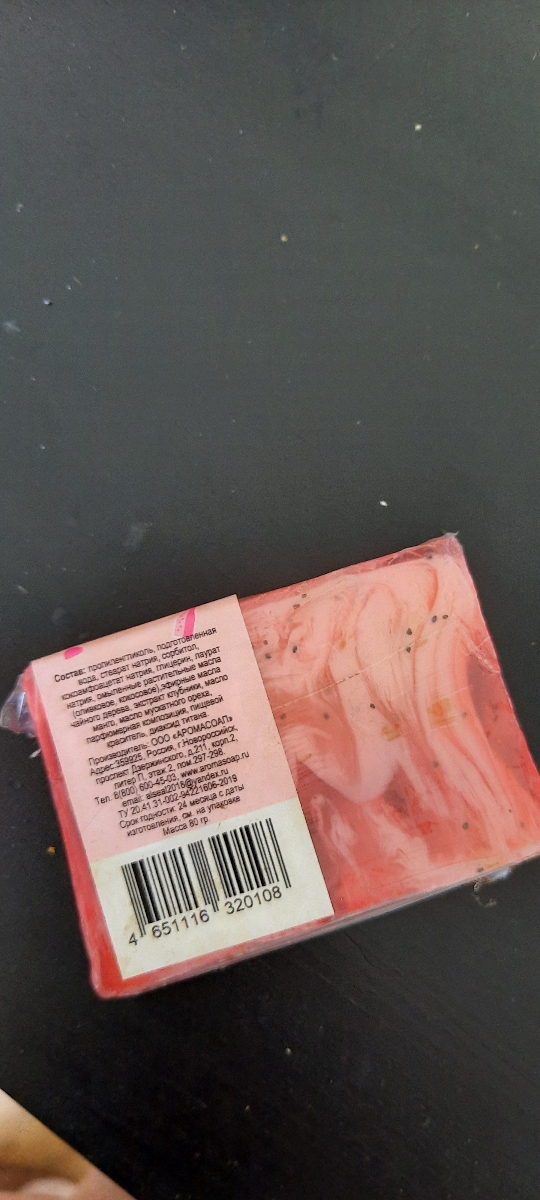 Состав: пропиленгликоль, подготовленная
вода, стеарат натрия, сорбитол,
кокоамфоацетат натрия, глицерин, лаурат
натрия, омыленные растительные масла
(оливковое, кокосовое), эфирные масла
чайного дерева, экстракт клубники, масло
манго, масло мускатного ореха,
парфюмерная композиция, пищевой
краситель, диоксид титана
Производитель: ООО «АРОМАСОАП»
Адрес:359925, Россия, г.Новороссийск,
проспект Дзержинского, д.211, корп.2,
литер П, этаж 2, пом.297-298
Тел. 8(800) 600-45-03, www.aromasoap.ru
email: alseal2018@yandex.ru
ТУ 20.41.31-002-94221606-2019
Срок годности: 24 месяца с даты
изготовления, см. на упаковке
Масса 80 гр
4 651116 320108